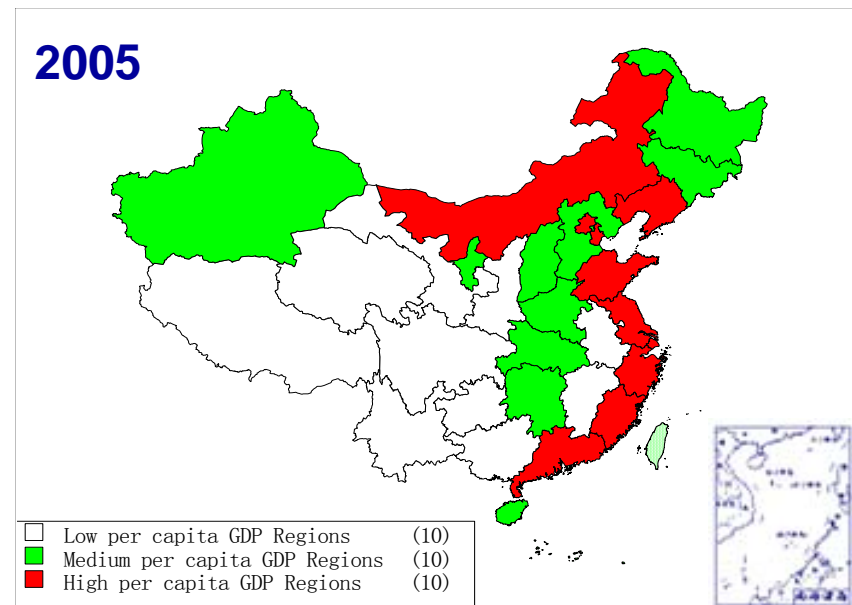 2005
Low per capita GDP Regions (10)
Medium per capita GDP Regions (10)
High per capita GDP Regions (10)